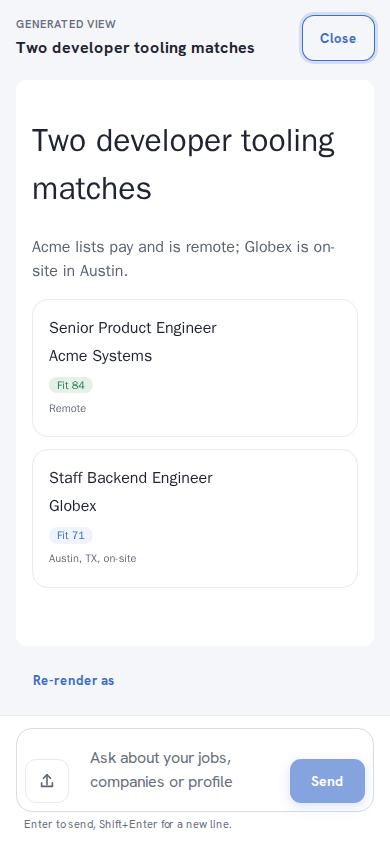 GENERATED VIEW
Two developer tooling matches
Close
Two developer tooling
matches
Acme lists pay and is remote; Globex is on-
site in Austin.
Senior Product Engineer
Acme Systems
Fit 84
Remote
Staff Backend Engineer
Globex
Fit 71
Austin, TX, on-site
Re-render as
Ask about your jobs,
companies or profile
Send
Enter to send, Shift+Enter for a new line.